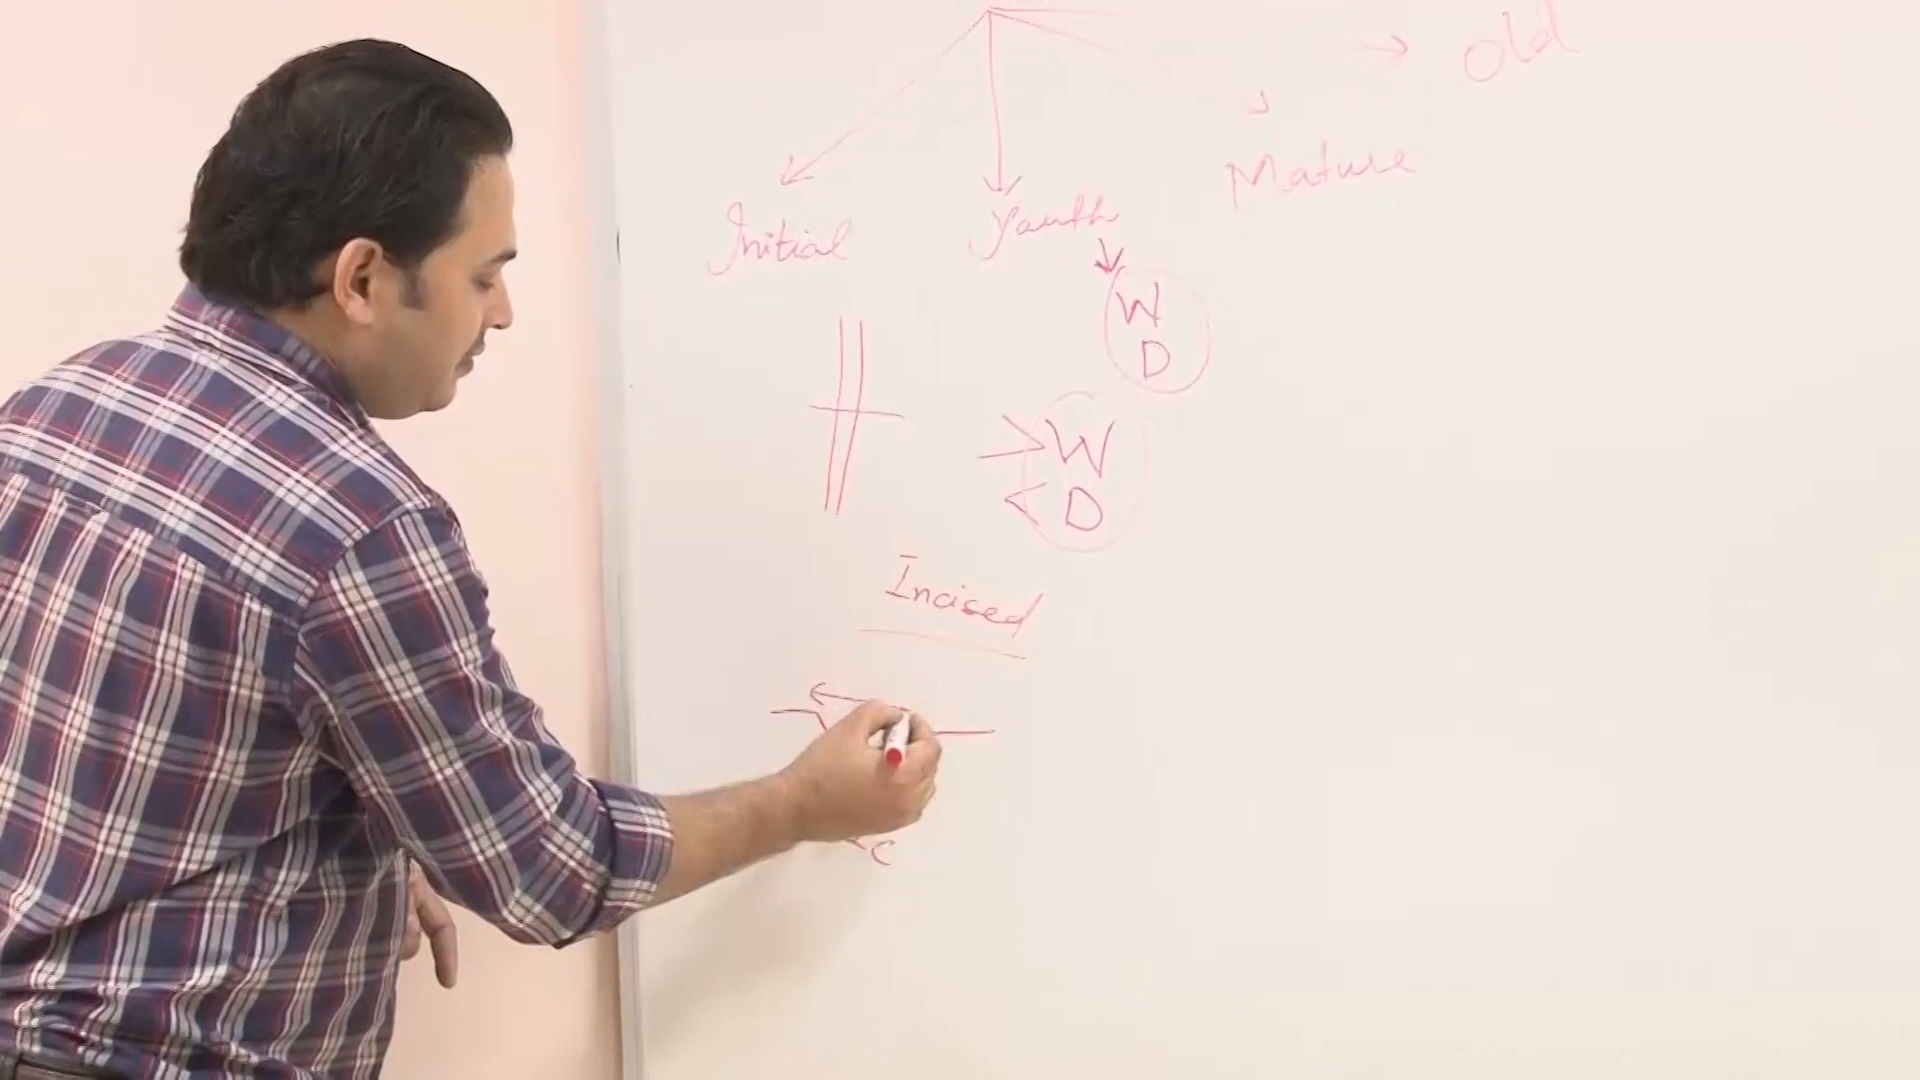 Old
Mature
Initial
Youth
W
D
W
D
Incised
C